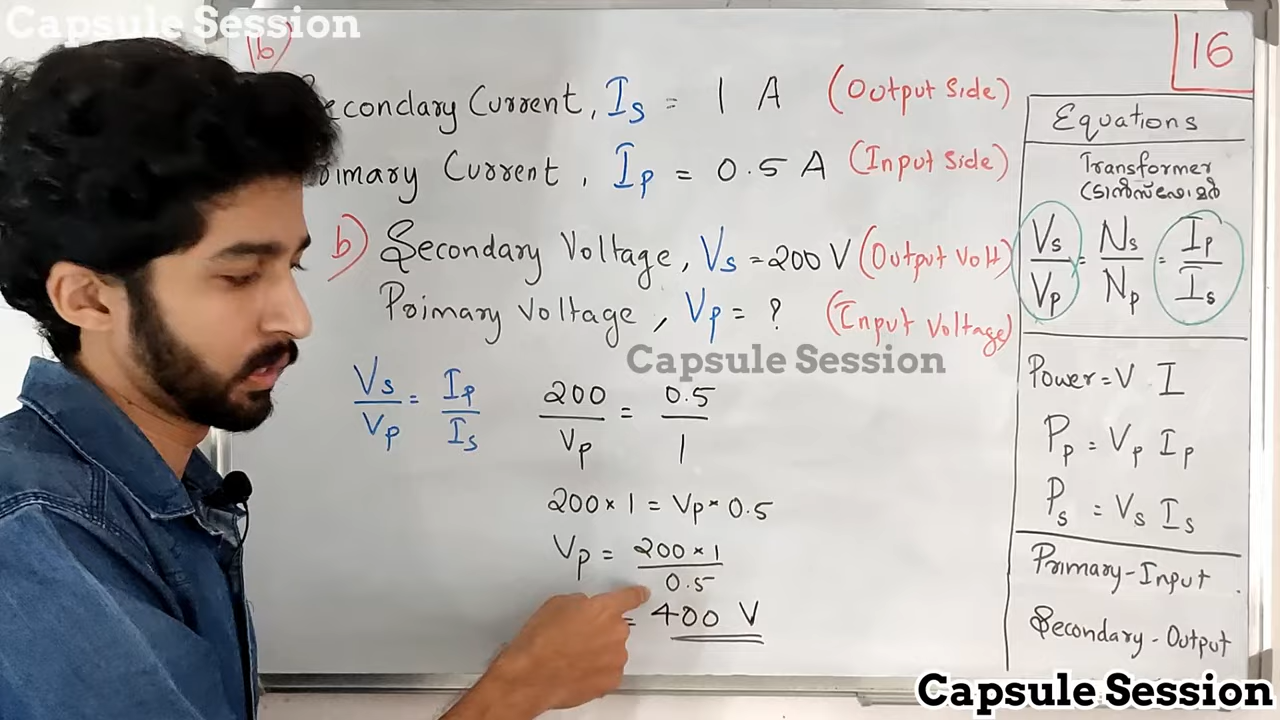 Capsule Session
16)
16
econdary Current, Is = 1 A (Output Side)
imary Current, Ip = 0.5 A (Input Side)
b) Secondary Voltage, Vs = 200 V (Output Volt)
Primary Voltage, Vp = ? (Input Voltage)
Capsule Session
Vs/Vp = Ip/Is
200/Vp = 0.5/1
200 × 1 = Vp × 0.5
Vp = 200 × 1/0.5
= 400 V
Equations
Transformer
ട്രാൻസ്ഫോമർ
Vs/Vp = Ns/Np = Ip/Is
Power = V I
Pp = Vp Ip
Ps = Vs Is
Primary-Input
Secondary-Output
Capsule Session